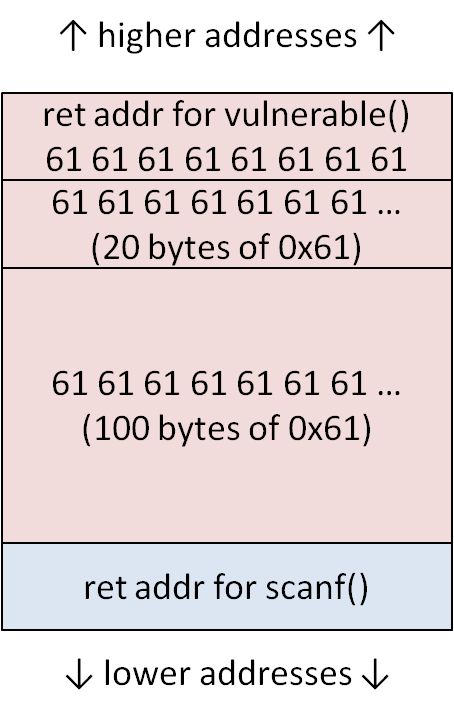 ↑ higher addresses ↑
ret addr for vulnerable()
61 61 61 61 61 61 61 61
61 61 61 61 61 61 61 ...
(20 bytes of 0x61)
61 61 61 61 61 61 61 ...
(100 bytes of 0x61)
ret addr for scanf()
↓ lower addresses ↓